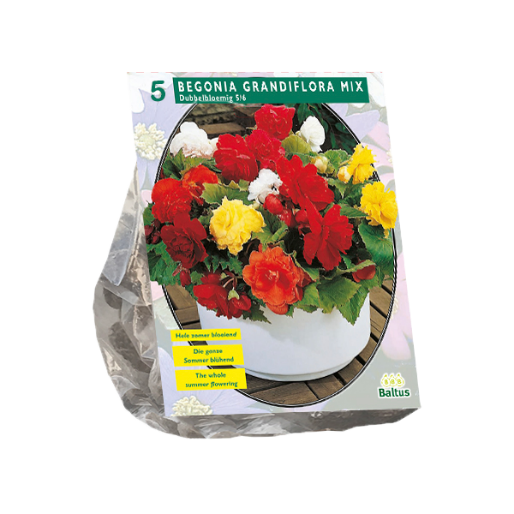 5
BEGONIA GRANDIFLORA MIX
Dubbelbloemig 5/6
Hele zomer bloeiend
Die ganze
Sommer blühend
The whole
summer flowering
Baltus